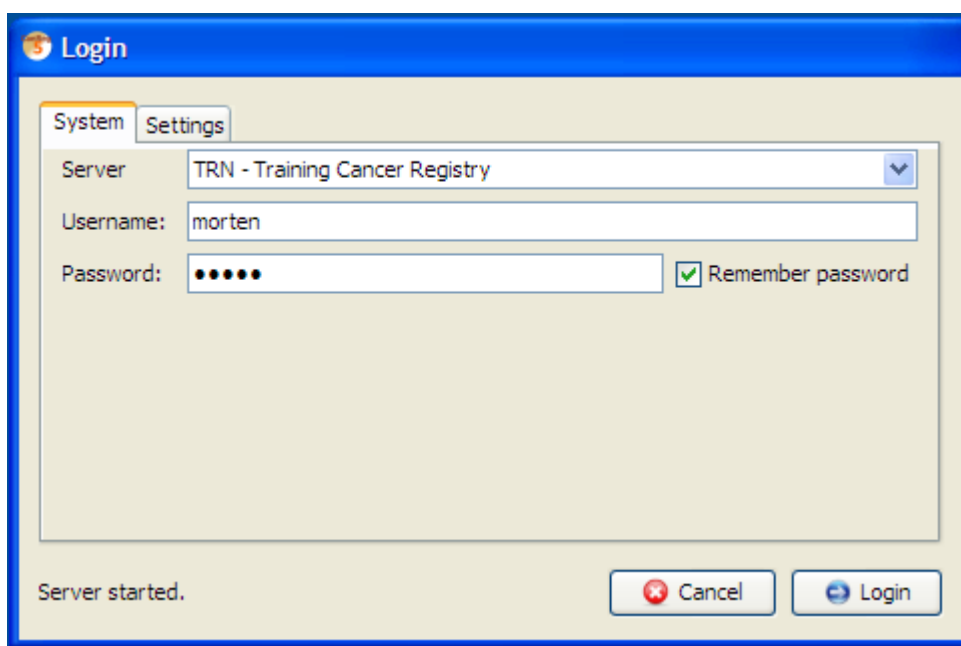 Login
System Settings
Server TRN - Training Cancer Registry
Username: morten
Password: ●●●●● Remember password
Server started. Cancel Login